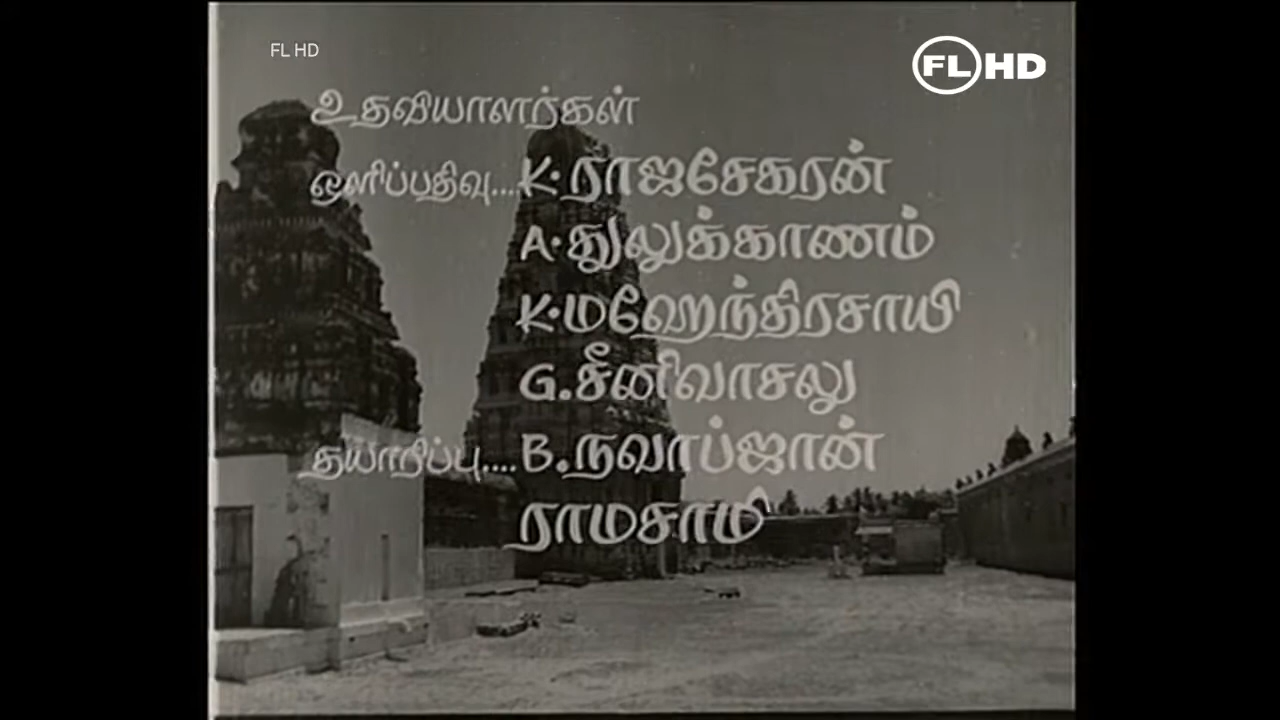 FL HD
FL HD
உதவியாளர்கள்
ஒளிப்பதிவு.... K. ராஜசேகரன்
A. துலுக்காணம்
K. மஹேந்திரசாயி
G. சீனிவாசலு
தயாரிப்பு.... B. நவாப்ஜான்
ராமசாமி